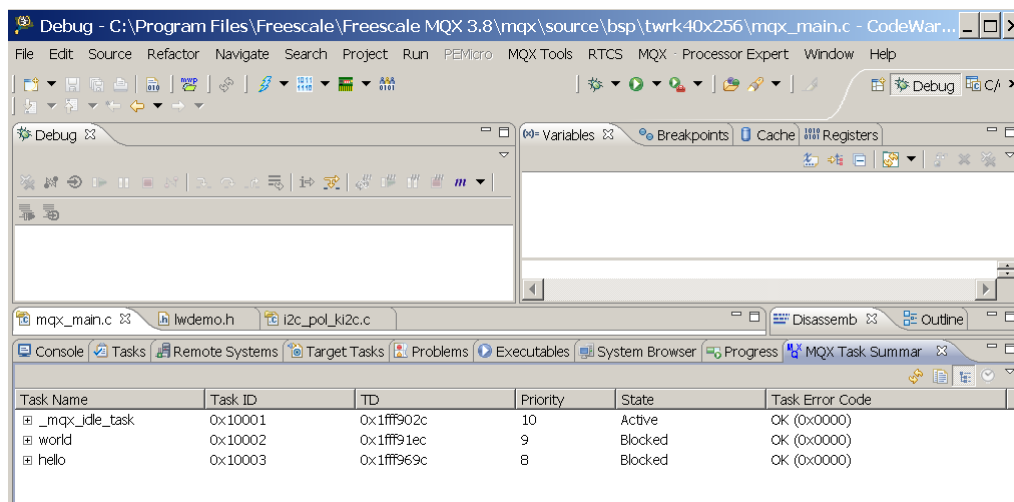 Debug - C:\Program Files\Freescale\Freescale MQX 3.8\mqx\source\bsp\twrk40x256\mqx_main.c - CodeWar...
File Edit Source Refactor Navigate Search Project Run PEMicro MQX Tools RTCS MQX - Processor Expert Window Help
Debug C/
Debug
Variables Breakpoints Cache Registers
mqx_main.c lwdemo.h i2c_pol_ki2c.c Disassemb Outline
Console Tasks Remote Systems Target Tasks Problems Executables System Browser Progress MQX Task Summar
Task Name Task ID TD Priority State Task Error Code
_mqx_idle_task 0x10001 0x1fff902c 10 Active OK (0x0000)
world 0x10002 0x1fff91ec 9 Blocked OK (0x0000)
hello 0x10003 0x1fff969c 8 Blocked OK (0x0000)